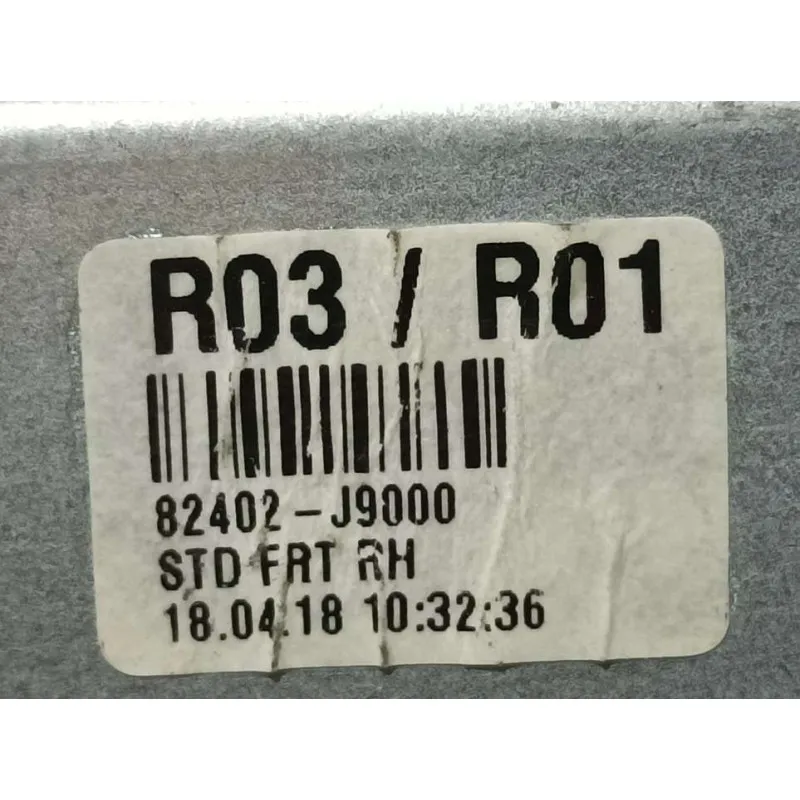 R03 / R01
82402-J9000
STD FRT RH
18.04.18 10:32:36